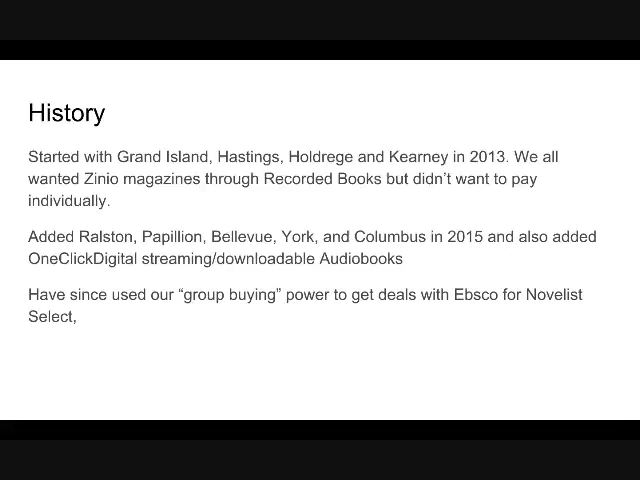 History
Started with Grand Island, Hastings, Holdrege and Kearney in 2013. We all
wanted Zinio magazines through Recorded Books but didn’t want to pay
individually.
Added Ralston, Papillion, Bellevue, York, and Columbus in 2015 and also added
OneClickDigital streaming/downloadable Audiobooks
Have since used our “group buying” power to get deals with Ebsco for Novelist
Select,